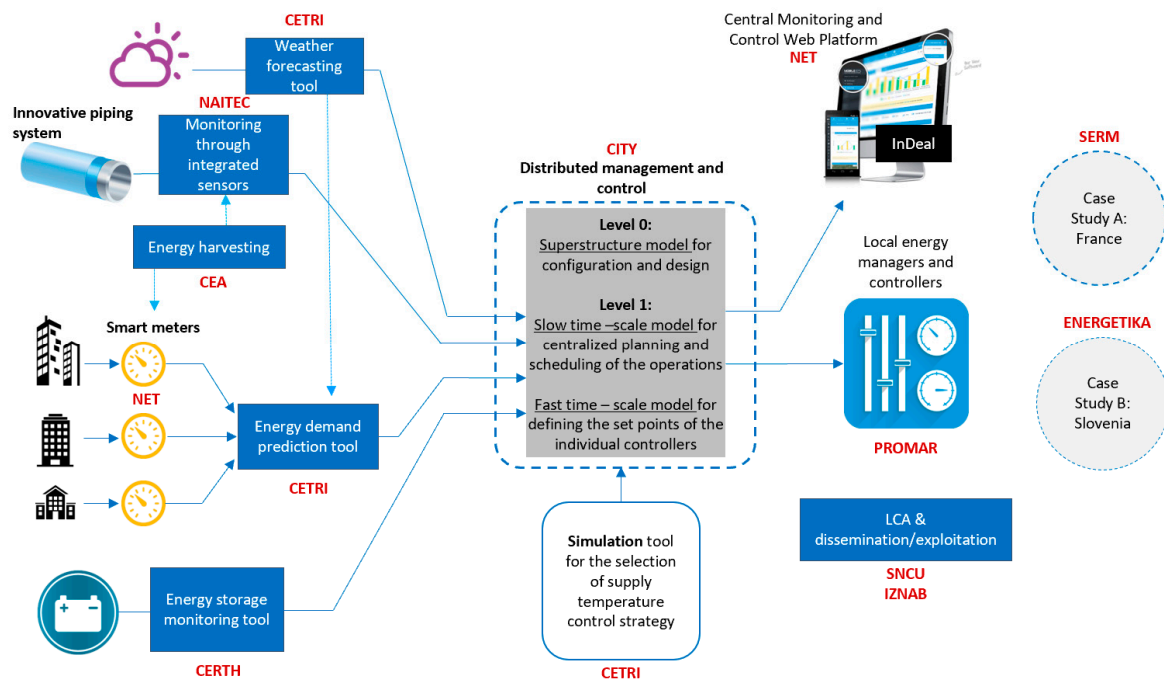 CETRI
Weather
forecasting
tool
NAITEC
Innovative piping
system
Monitoring
through
integrated
sensors
Energy harvesting
CEA
Smart meters
NET
Energy demand
prediction tool
CETRI
Energy storage
monitoring tool
CERTH
CITY
Distributed management and
control
Level 0:
Superstructure model for
configuration and design
Level 1:
Slow time –scale model for
centralized planning and
scheduling of the operations
Fast time – scale model for
defining the set points of the
individual controllers
Simulation tool
for the selection
of supply
temperature
control strategy
CETRI
Central Monitoring and
Control Web Platform
NET
InDeal
Local energy
managers and
controllers
PROMAR
LCA &
dissemination/exploitation
SNCU
IZNAB
SERM
Case
Study A:
France
ENERGETIKA
Case
Study B:
Slovenia